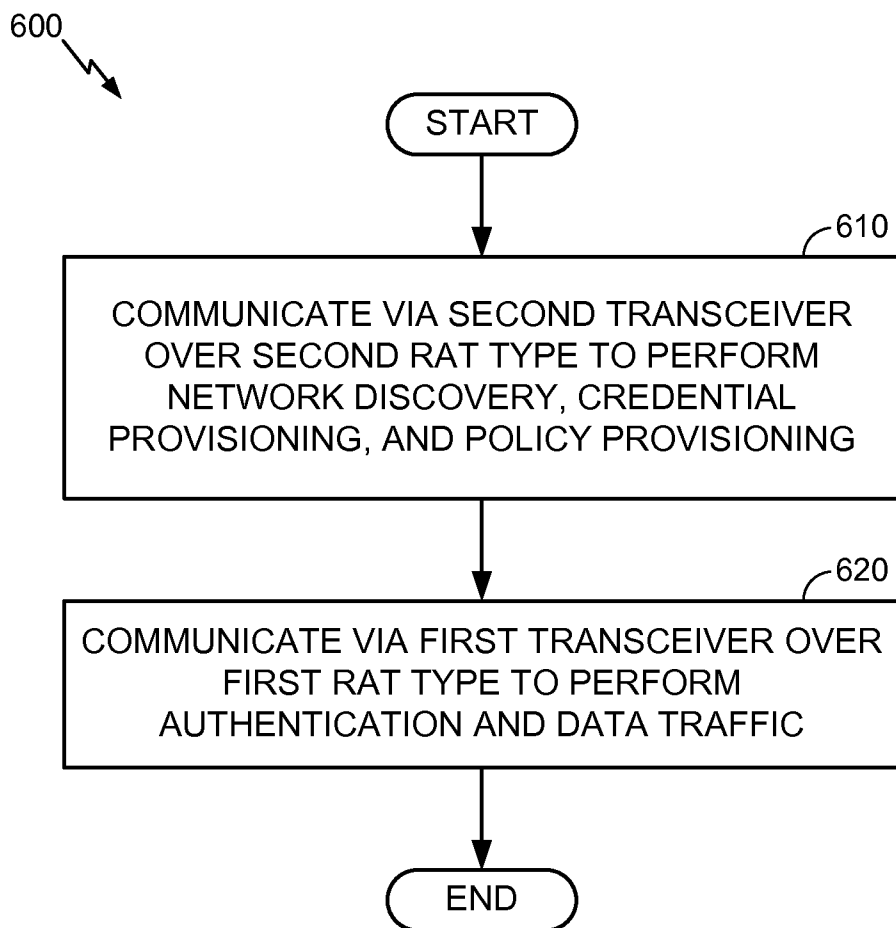 600
START
610
COMMUNICATE VIA SECOND TRANSCEIVER
OVER SECOND RAT TYPE TO PERFORM
NETWORK DISCOVERY, CREDENTIAL
PROVISIONING, AND POLICY PROVISIONING
620
COMMUNICATE VIA FIRST TRANSCEIVER OVER
FIRST RAT TYPE TO PERFORM
AUTHENTICATION AND DATA TRAFFIC
END